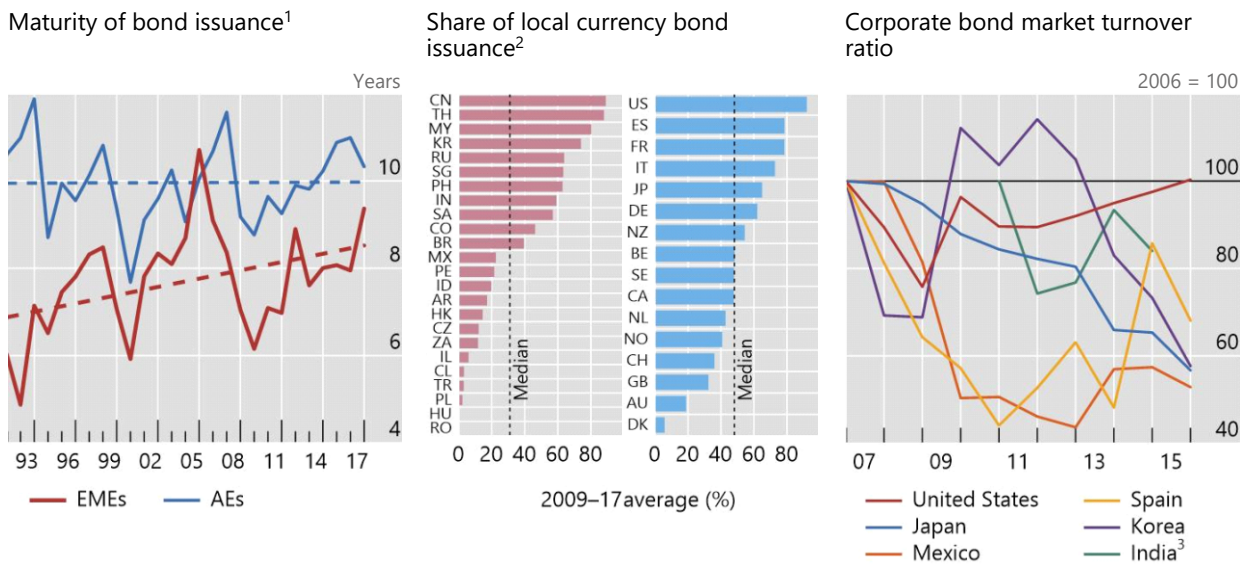 Maturity of bond issuance1
Years
10
8
6
4
93 96 99 02 05 08 11 14 17
EMEs AEs
Share of local currency bond
issuance2
CN
TH
MY
KR
RU
SG
PH
IN
SA
CO
BR
MX
PE
ID
AR
HK
CZ
ZA
IL
CL
TR
PL
HU
RO
Median
0 20 40 60 80
US
ES
FR
IT
JP
DE
NZ
BE
SE
CA
NL
NO
CH
GB
AU
DK
Median
0 20 40 60 80
2009–17average (%)
Corporate bond market turnover
ratio
2006 = 100
100
80
60
40
07 09 11 13 15
United States Spain
Japan Korea
Mexico India3